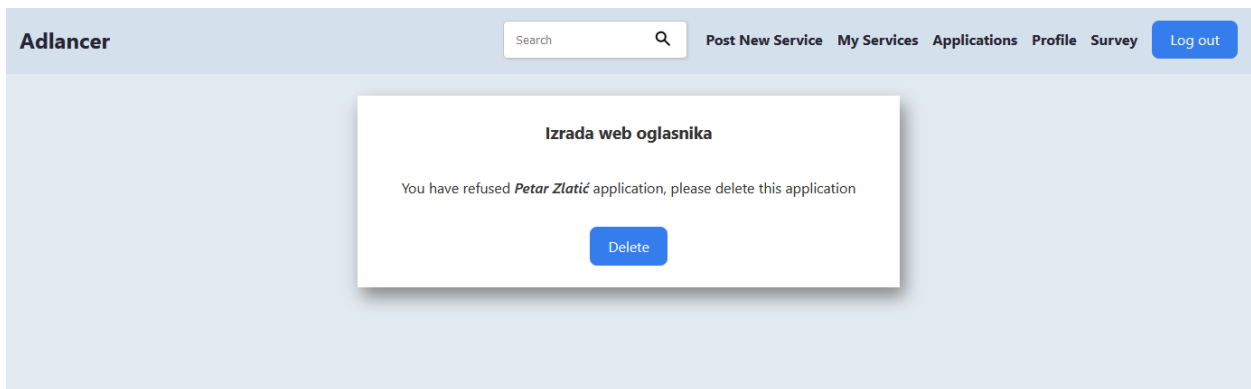 Adlancer
Search
Post New Service
My Services
Applications
Profile
Survey
Log out
Izrada web oglasnika
You have refused Petar Zlatić application, please delete this application
Delete